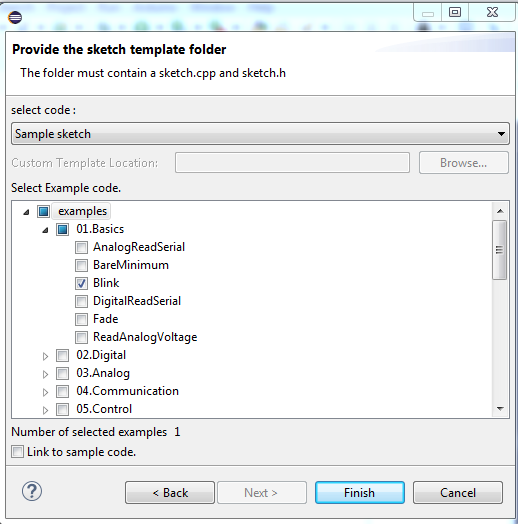 Provide the sketch template folder
The folder must contain a sketch.cpp and sketch.h
select code :
Sample sketch
Custom Template Location:
Browse...
Select Example code.
examples
01.Basics
AnalogReadSerial
BareMinimum
Blink
DigitalReadSerial
Fade
ReadAnalogVoltage
02.Digital
03.Analog
04.Communication
05.Control
Number of selected examples 1
Link to sample code.
? < Back Next > Finish Cancel